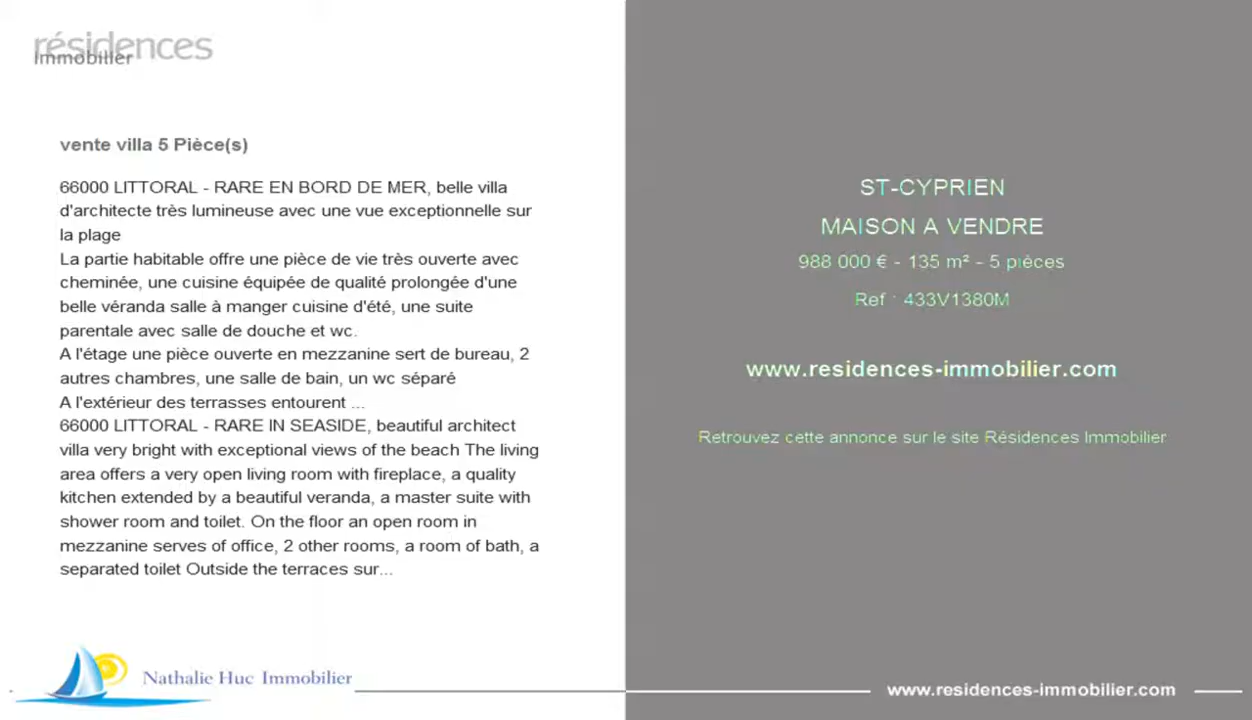 résidences
Immobilier
vente villa 5 Pièce(s)
66000 LITTORAL - RARE EN BORD DE MER, belle villa
d'architecte très lumineuse avec une vue exceptionnelle sur
la plage
La partie habitable offre une pièce de vie très ouverte avec
cheminée, une cuisine équipée de qualité prolongée d'une
belle véranda salle à manger cuisine d'été, une suite
parentale avec salle de douche et wc.
A l'étage une pièce ouverte en mezzanine sert de bureau, 2
autres chambres, une salle de bain, un wc séparé
A l'extérieur des terrasses entourent ...
66000 LITTORAL - RARE IN SEASIDE, beautiful architect
villa very bright with exceptional views of the beach The living
area offers a very open living room with fireplace, a quality
kitchen extended by a beautiful veranda, a master suite with
shower room and toilet. On the floor an open room in
mezzanine serves of office, 2 other rooms, a room of bath, a
separated toilet Outside the terraces sur...
Nathalie Huc Immobilier
ST-CYPRIEN
MAISON A VENDRE
988 000 € - 135 m² - 5 pièces
Ref : 433V1380M
www.residences-immobilier.com
Retrouvez cette annonce sur le site Résidences Immobilier
www.residences-immobilier.com